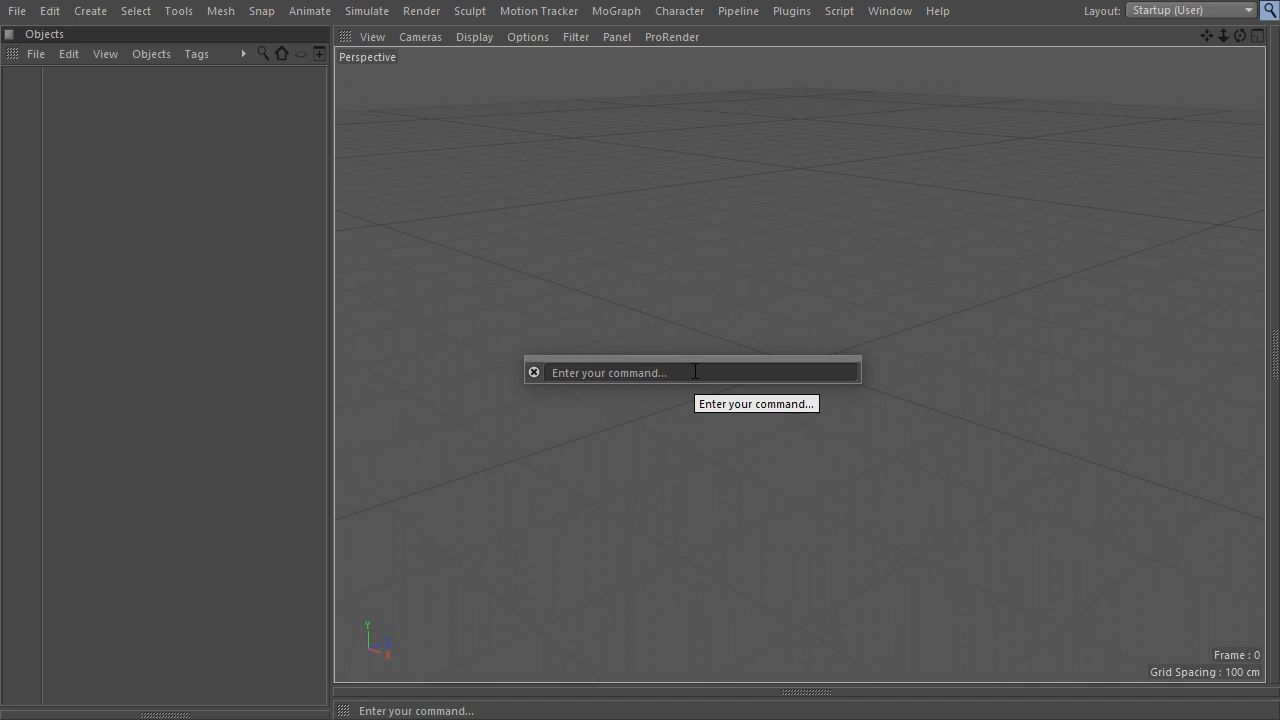 File Edit Create Select Tools Mesh Snap Animate Simulate Render Sculpt Motion Tracker MoGraph Character Pipeline Plugins Script Window Help Layout: Startup (User)
Objects
File Edit View Objects Tags
View Cameras Display Options Filter Panel ProRender
Perspective
Enter your command...
Enter your command...
Y
Z
X
Frame : 0
Grid Spacing : 100 cm
Enter your command...